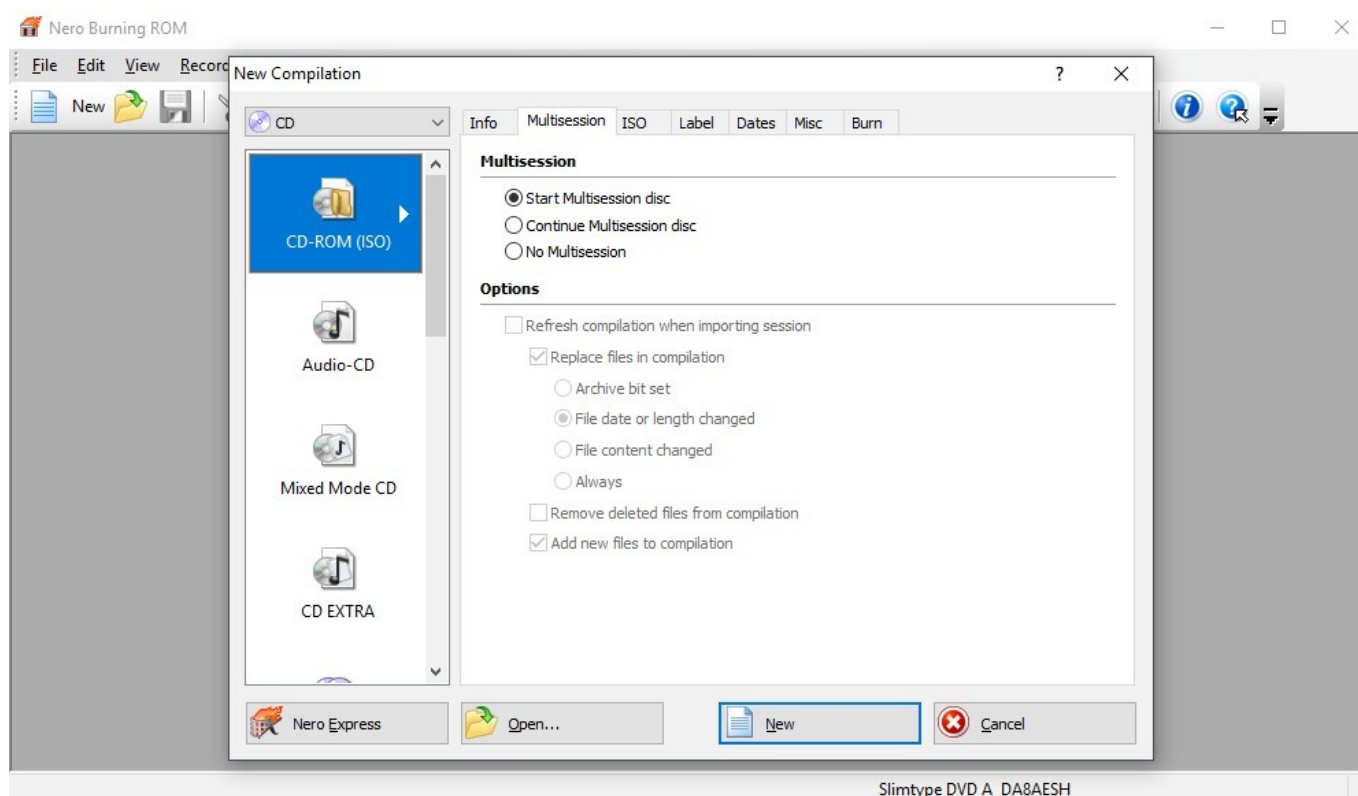 Nero Burning ROM
File Edit View Record
New Compilation ?
New
CD
Info Multisession ISO Label Dates Misc Burn
CD-ROM (ISO)
Audio-CD
Mixed Mode CD
CD EXTRA
Multisession
Start Multisession disc
Continue Multisession disc
No Multisession
Options
Refresh compilation when importing session
Replace files in compilation
Archive bit set
File date or length changed
File content changed
Always
Remove deleted files from compilation
Add new files to compilation
Nero Express Open... New Cancel
Slimtype DVD A DA8AESH